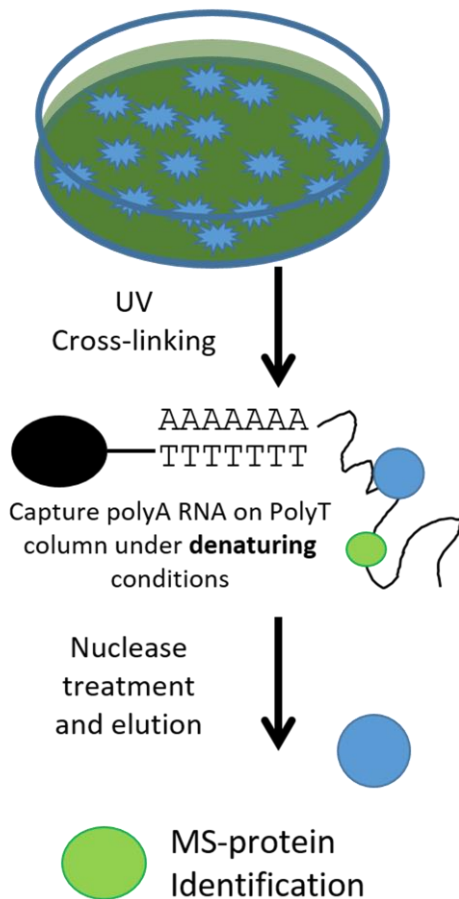 UV
Cross-linking
AAAAAAA
TTTTTTT
Capture polyA RNA on PolyT
column under denaturing
conditions
Nuclease
treatment
and elution
MS-protein
Identification